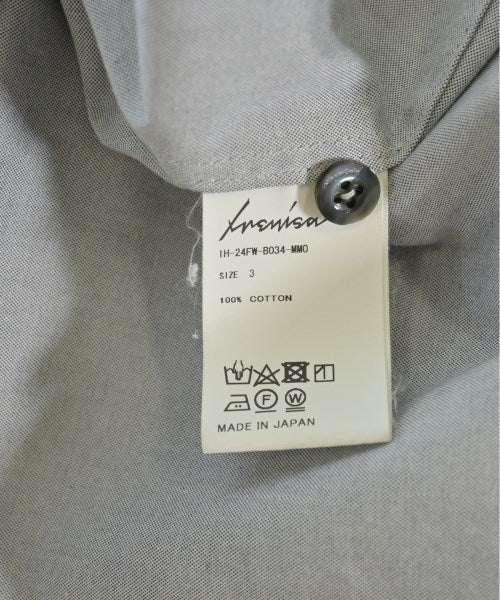 Irenisa
IH-24FW-B034-MMO
SIZE 3
100% COTTON
F W
MADE IN JAPAN